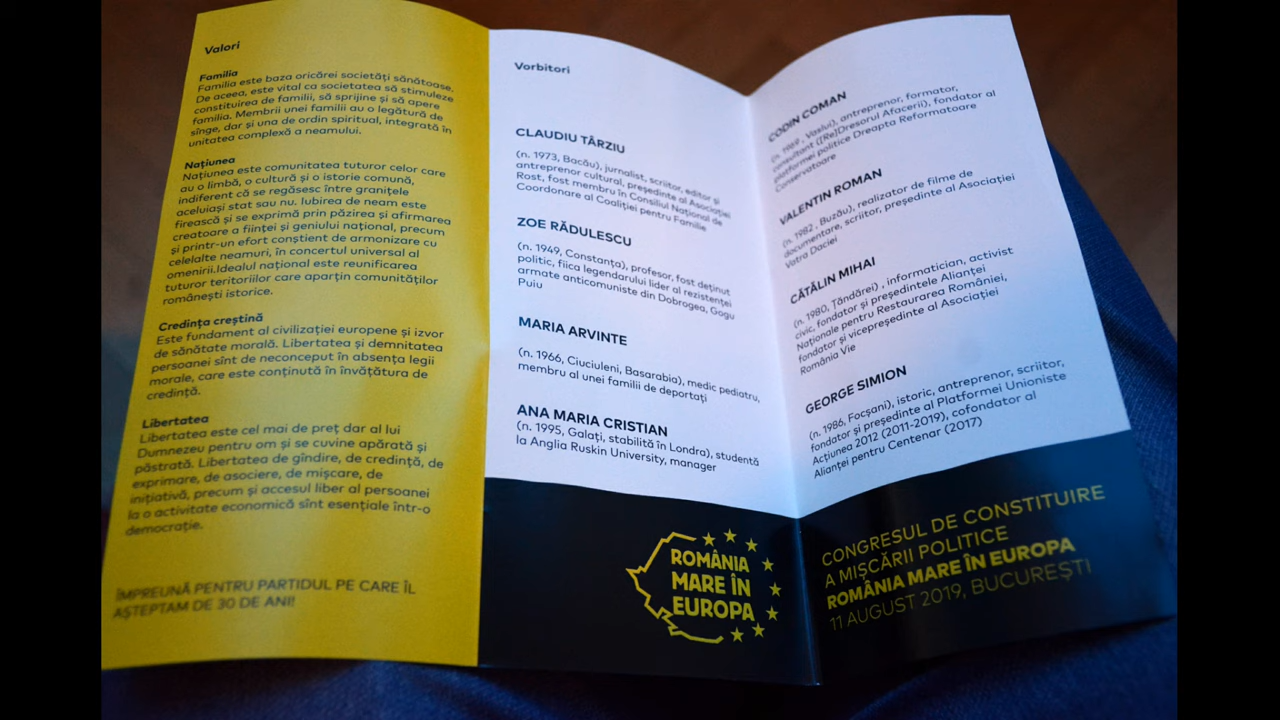 Valori
Familia
Familia este baza oricărei societăți sănătoase.
De aceea, este vital ca societatea să stimuleze
constituirea de familii, să sprijine și să apere
familia. Membrii unei familii au o legătură de
sînge, dar și una de ordin spiritual, integrată în
unitatea complexă a neamului.
Națiunea
Națiunea este comunitatea tuturor celor care
au o limbă, o cultură și o istorie comună,
indiferent că se regăsesc între granițele
aceluiași stat sau nu. Iubirea de neam este
firească și se exprimă prin păzirea și afirmarea
creatoare a ființei și geniului național, precum
și printr-un efort conștient de armonizare cu
celelalte neamuri, în concertul universal al
omenirii.Idealul național este reunificarea
tuturor teritoriilor care aparțin comunităților
românești istorice.
Credința creștină
Este fundament al civilizației europene și izvor
de sănătate morală. Libertatea și demnitatea
persoanei sînt de neconceput în absența legii
morale, care este conținută în învățătura de
credință.
Libertatea
Libertatea este cel mai de preț dar al lui
Dumnezeu pentru om și se cuvine apărată și
păstrată. Libertatea de gîndire, de credință, de
exprimare, de asociere, de mișcare, de
inițiativă, precum și accesul liber al persoanei
la o activitate economică sînt esențiale într-o
democrație.
ÎMPREUNĂ PENTRU PARTIDUL PE CARE ÎL
AȘTEPTAM DE 30 DE ANI!
Vorbitori
CLAUDIU TÂRZIU
(n. 1973, Bacău), jurnalist, scriitor, editor și
antreprenor cultural, președinte al Asociației
Rost, fost membru în Consiliul Național de
Coordonare al Coaliției pentru Familie
ZOE RĂDULESCU
(n. 1949, Constanța), profesor, fost deținut
politic, fiica legendarului lider al rezistenței
armate anticomuniste din Dobrogea, Gogu
Puiu
MARIA ARVINTE
(n. 1966, Ciuciuleni, Basarabia), medic pediatru,
membru al unei familii de deportați
ANA MARIA CRISTIAN
(n. 1995, Galați, stabilită în Londra), studentă
la Anglia Ruskin University, manager
ROMÂNIA
MARE ÎN
EUROPA
CODIN COMAN
(n. 1969, Vaslui), antreprenor, formator,
consultant ([Re]Dresorul Afacerii), fondator al
platformei politice Dreapta Reformatoare
Conservatoare
VALENTIN ROMAN
(n. 1982, Buzău), realizator de filme de
documentare, scriitor, președinte al Asociației
Vatra Daciei
CĂTĂLIN MIHAI
(n. 1980, Țăndărei) , informatician, activist
civic, fondator și președintele Alianței
Naționale pentru Restaurarea României,
fondator și vicepreședinte al Asociației
România Vie
GEORGE SIMION
(n. 1986, Focșani), istoric, antreprenor, scriitor,
fondator și președinte al Platformei Unioniste
Acțiunea 2012 (2011-2019), cofondator al
Alianței pentru Centenar (2017)
CONGRESUL DE CONSTITUIRE
A MIȘCĂRII POLITICE
ROMÂNIA MARE ÎN EUROPA
11 AUGUST 2019, BUCUREȘTI